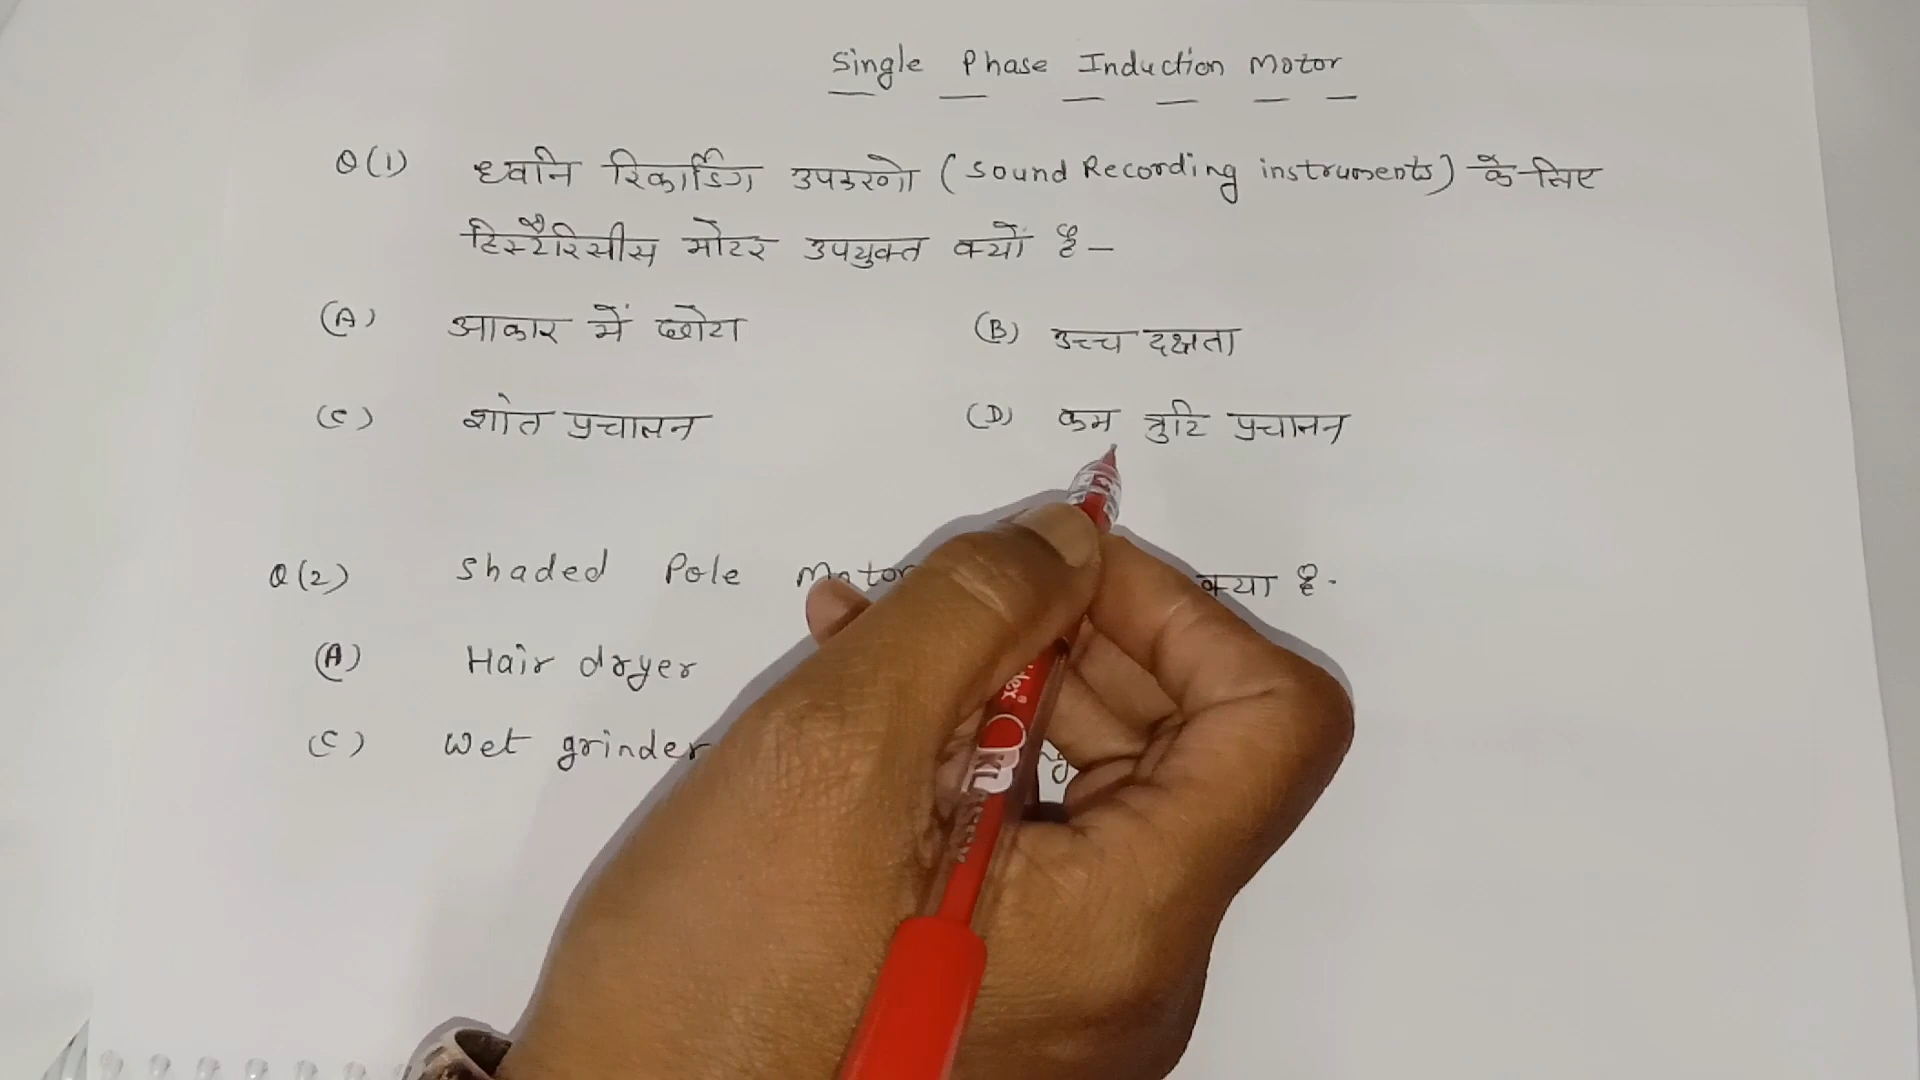 Single Phase Induction Motor
Q(1) ध्वनि रिकार्डिंग उपकरणो (Sound Recording instruments) के लिए
हिस्टैरिसीस मोटर उपयुक्त क्यों है -
(A) आकार में छोटा (B) उच्च दक्षता
(C) शांत प्रचालन (D) कम त्रुटि प्रचालन
Q(2) Shaded Pole Motor क्या है -
(A) Hair dryer
(C) Wet grinder